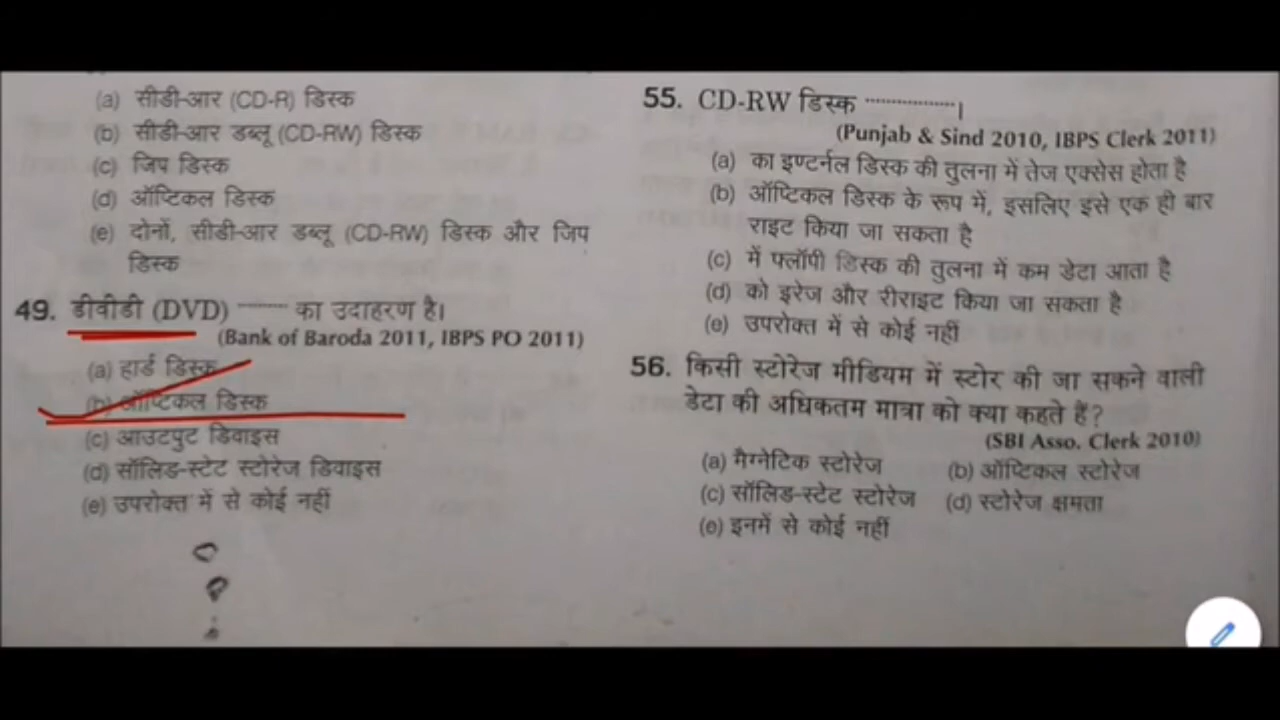 (a) सीडी-आर (CD-R) डिस्क
(b) सीडी-आर डब्लू (CD-RW) डिस्क
(c) जिप डिस्क
(d) ऑप्टिकल डिस्क
(e) दोनों, सीडी-आर डब्लू (CD-RW) डिस्क और जिप
डिस्क
49. डीवीडी (DVD) ········ का उदाहरण है।
(Bank of Baroda 2011, IBPS PO 2011)
(a) हार्ड डिस्क
(b) ऑप्टिकल डिस्क
(c) आउटपुट डिवाइस
(d) सॉलिड-स्टेट स्टोरेज डिवाइस
(e) उपरोक्त में से कोई नहीं
55. CD-RW डिस्क ················।
(Punjab & Sind 2010, IBPS Clerk 2011)
(a) का इण्टर्नल डिस्क की तुलना में तेज एक्सेस होता है
(b) ऑप्टिकल डिस्क के रूप में, इसलिए इसे एक ही बार
राइट किया जा सकता है
(c) में फ्लॉपी डिस्क की तुलना में कम डेटा आता है
(d) को इरेज और रीराइट किया जा सकता है
(e) उपरोक्त में से कोई नहीं
56. किसी स्टोरेज मीडियम में स्टोर की जा सकने वाली
डेटा की अधिकतम मात्रा को क्या कहते हैं?
(SBI Asso. Clerk 2010)
(a) मैग्नेटिक स्टोरेज (b) ऑप्टिकल स्टोरेज
(c) सॉलिड-स्टेट स्टोरेज (d) स्टोरेज क्षमता
(e) इनमें से कोई नहीं